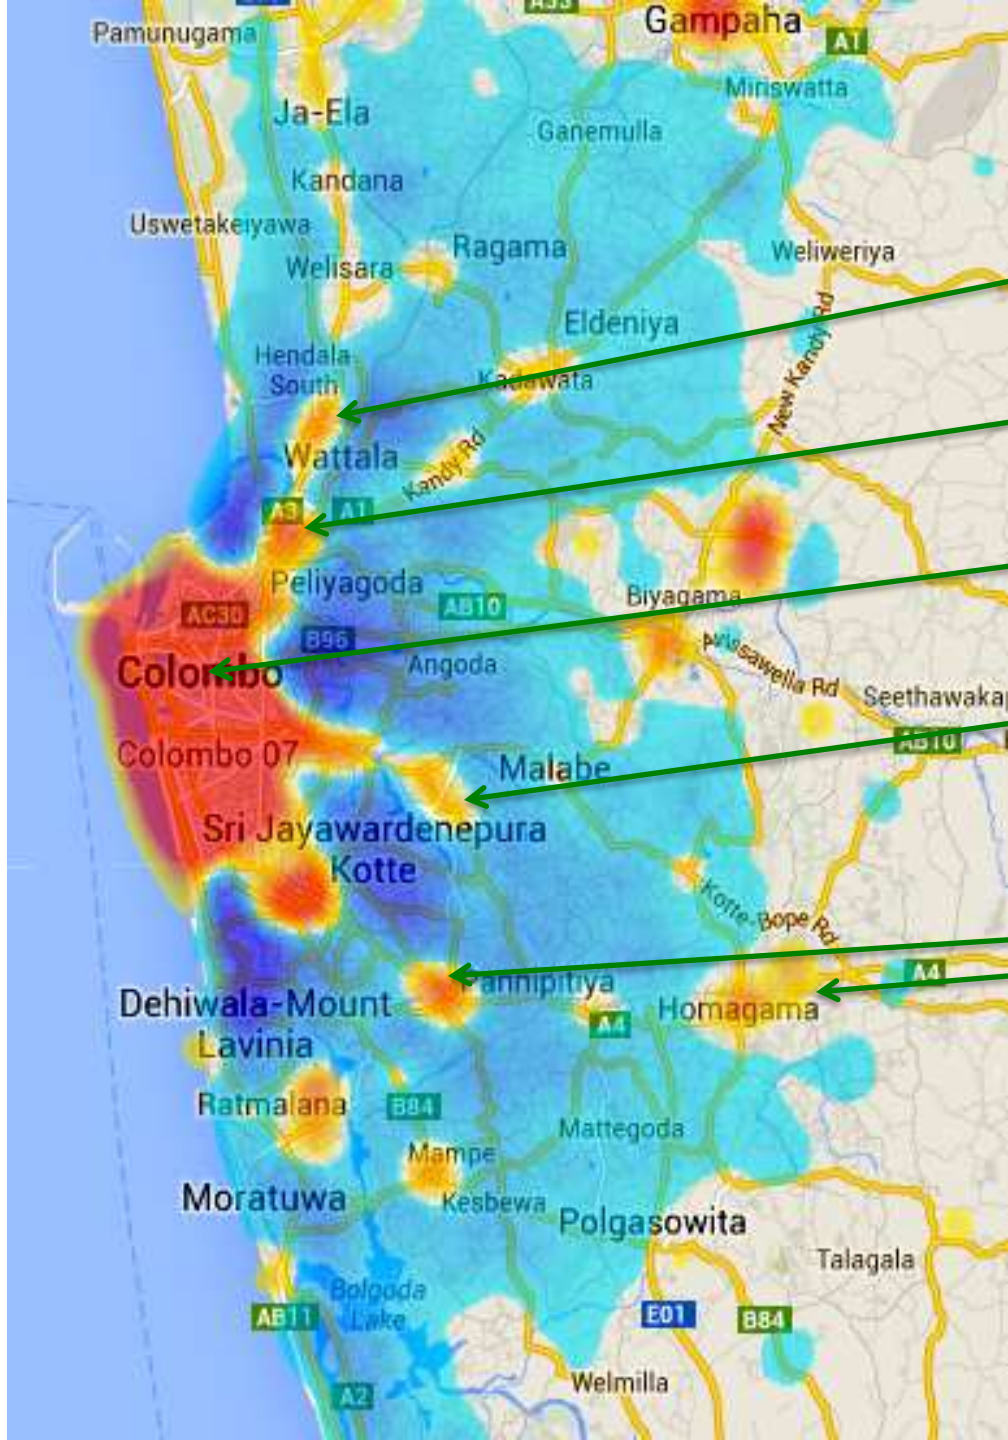 A33
Gampaha
Pamunugama
A1
Miriswatta
Ja-Ela
Ganemulla
Kandana
Uswetakeiyawa
Ragama
Weliweriya
Welisara
Eldeniya
New Kandy Rd
Hendala
South
Kadawata
Wattala
Kandy Rd
A3
A1
Peliyagoda
Biyagama
AB10
AC30
B96
Angoda
Avissawella Rd
Colombo
Seethawaka
AB10
Colombo 07
Malabe
Sri Jayawardenepura
Kotte
Kotte-Bope Rd
A4
Pannipitiya
Dehiwala-Mount
Lavinia
Homagama
A4
Ratmalana
B84
Mattegoda
Mampe
Moratuwa
Kesbewa
Polgasowita
Talagala
Bolgoda
Lake
AB11
E01
B84
Welmilla
A2